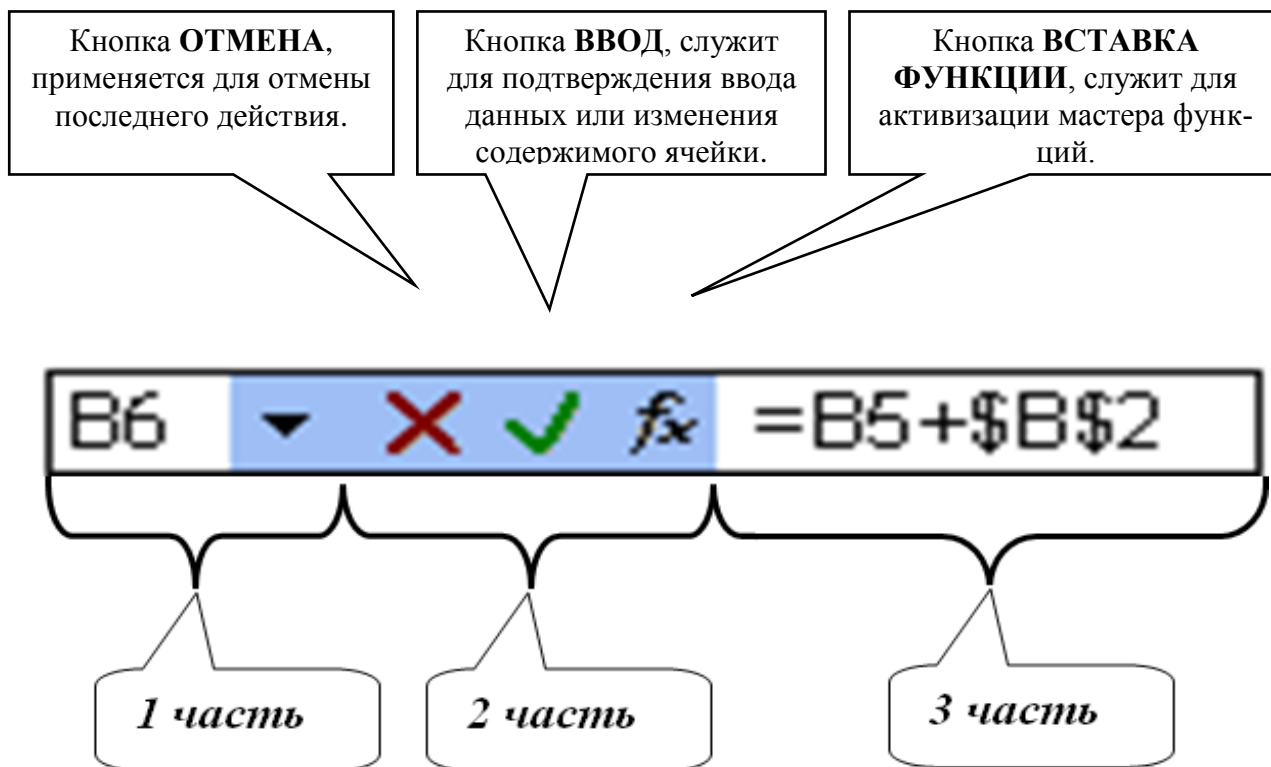 Кнопка ОТМЕНА,
применяется для отмены
последнего действия.
Кнопка ВВОД, служит
для подтверждения ввода
данных или изменения
содержимого ячейки.
Кнопка ВСТАВКА
ФУНКЦИИ, служит для
активизации мастера функ-
ций.
B6 fx =B5+$B$2
1 часть
2 часть
3 часть